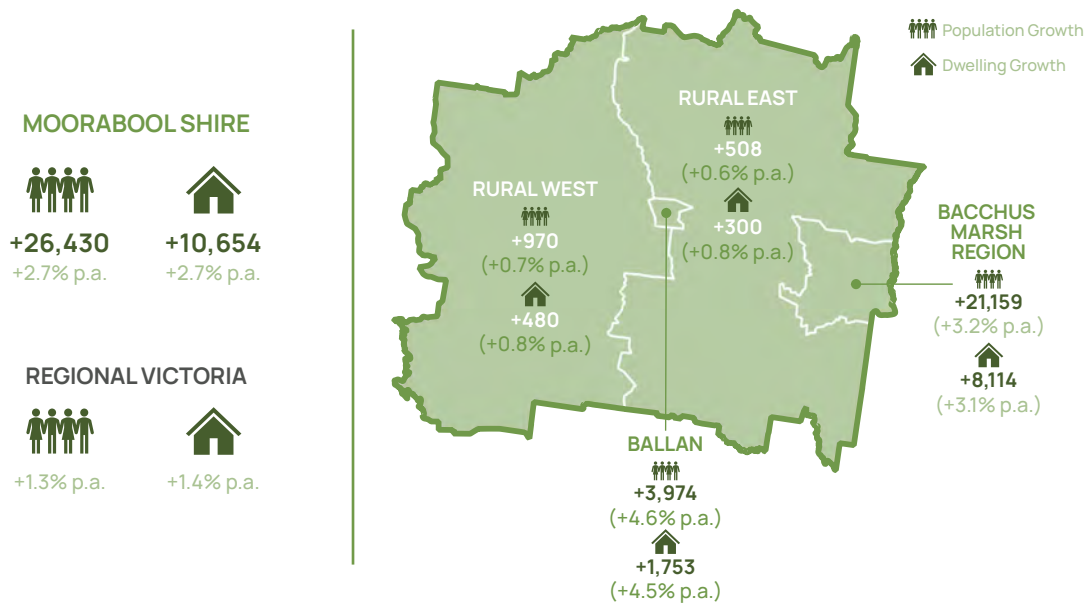 MOORABOOL SHIRE
+26,430
+2.7% p.a.
+10,654
+2.7% p.a.
REGIONAL VICTORIA
+1.3% p.a.
+1.4% p.a.
Population Growth
Dwelling Growth
RURAL WEST
+970
(+0.7% p.a.)
+480
(+0.8% p.a.)
RURAL EAST
+508
(+0.6% p.a.)
+300
(+0.8% p.a.)
BACCHUS
MARSH
REGION
+21,159
(+3.2% p.a.)
+8,114
(+3.1% p.a.)
BALLAN
+3,974
(+4.6% p.a.)
+1,753
(+4.5% p.a.)